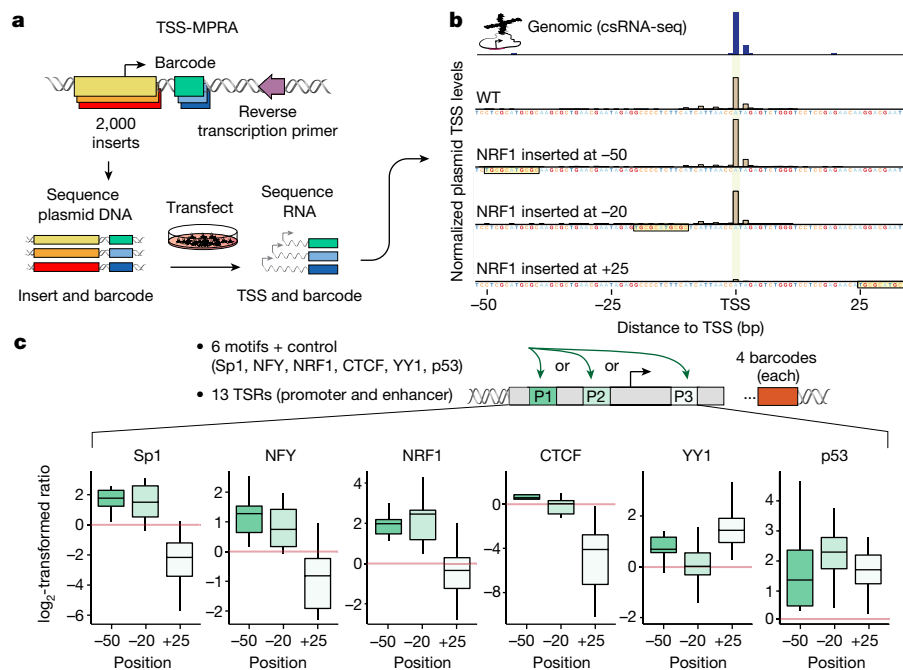 a
TSS-MPRA
Barcode
2,000
inserts
Reverse
transcription primer
Sequence
plasmid DNA
Transfect
Sequence
RNA
Insert and barcode
TSS and barcode
b
Genomic (csRNA-seq)
Normalized plasmid TSS levels
WT
NRF1 inserted at –50
NRF1 inserted at –20
NRF1 inserted at +25
–50
–25
TSS
25
Distance to TSS (bp)
c
• 6 motifs + control
(Sp1, NFY, NRF1, CTCF, YY1, p53)
• 13 TSRs (promoter and enhancer)
or or
P1 P2 P3
4 barcodes
(each)
...
log2-transformed ratio
Sp1
2
0
–2
–4
–6
–50 –20 +25
Position
NFY
2
1
0
–1
–2
–50 –20 +25
Position
NRF1
4
2
0
–2
–50 –20 +25
Position
CTCF
0
–4
–8
–50 –20 +25
Position
YY1
2
0
–2
–50 –20 +25
Position
p53
5
4
3
2
1
0
–50 –20 +25
Position